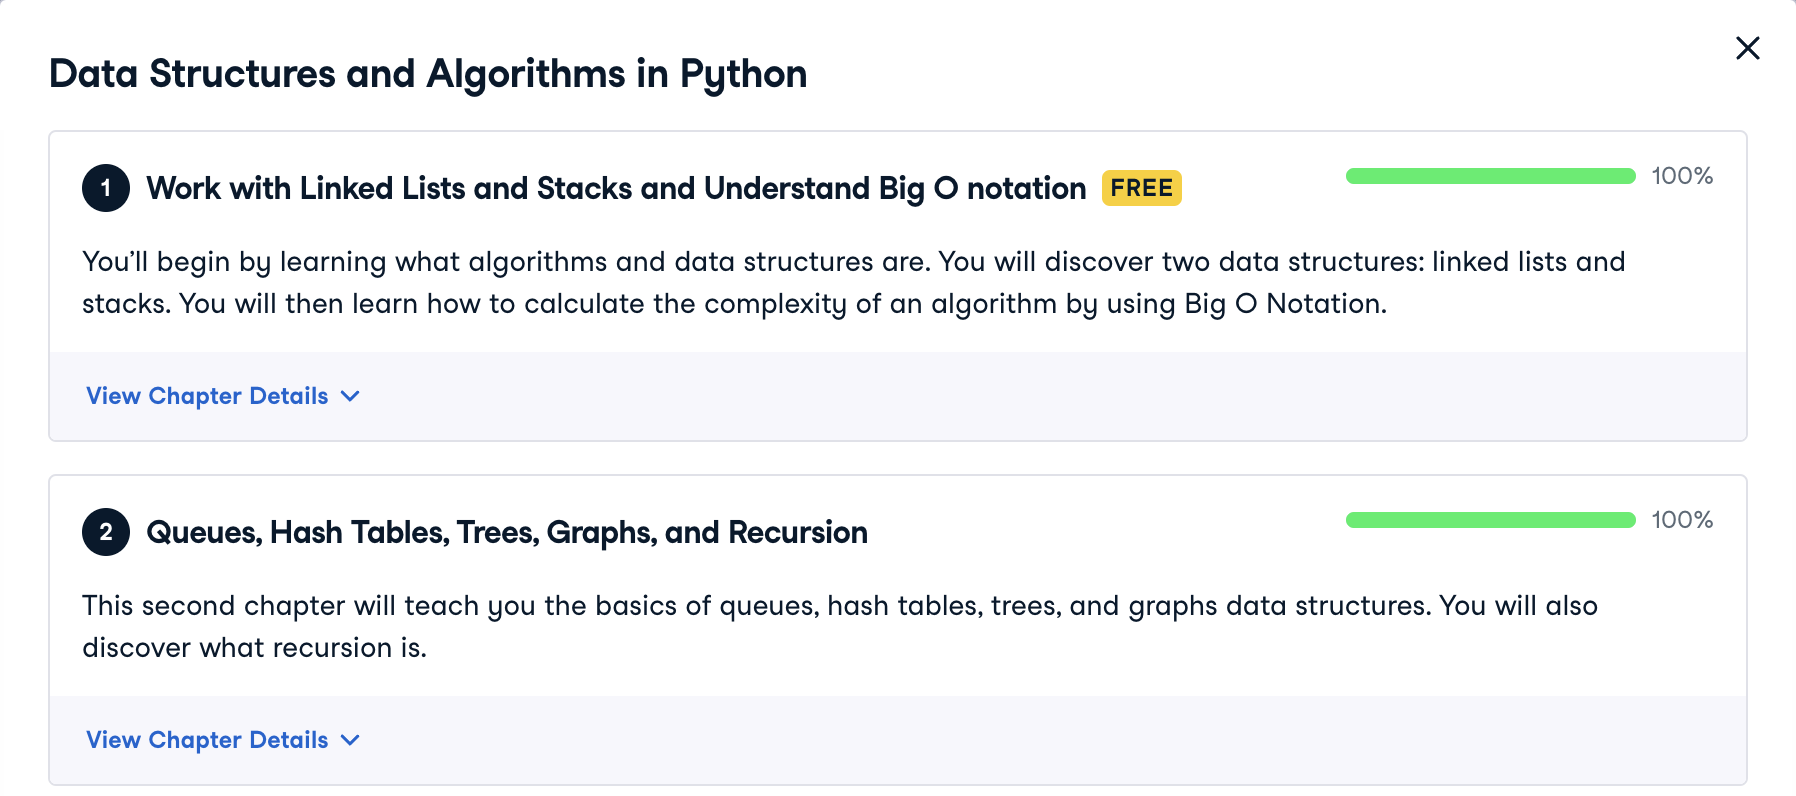 Data Structures and Algorithms in Python
1 Work with Linked Lists and Stacks and Understand Big O notation FREE 100%
You’ll begin by learning what algorithms and data structures are. You will discover two data structures: linked lists and
stacks. You will then learn how to calculate the complexity of an algorithm by using Big O Notation.
View Chapter Details
2 Queues, Hash Tables, Trees, Graphs, and Recursion 100%
This second chapter will teach you the basics of queues, hash tables, trees, and graphs data structures. You will also
discover what recursion is.
View Chapter Details